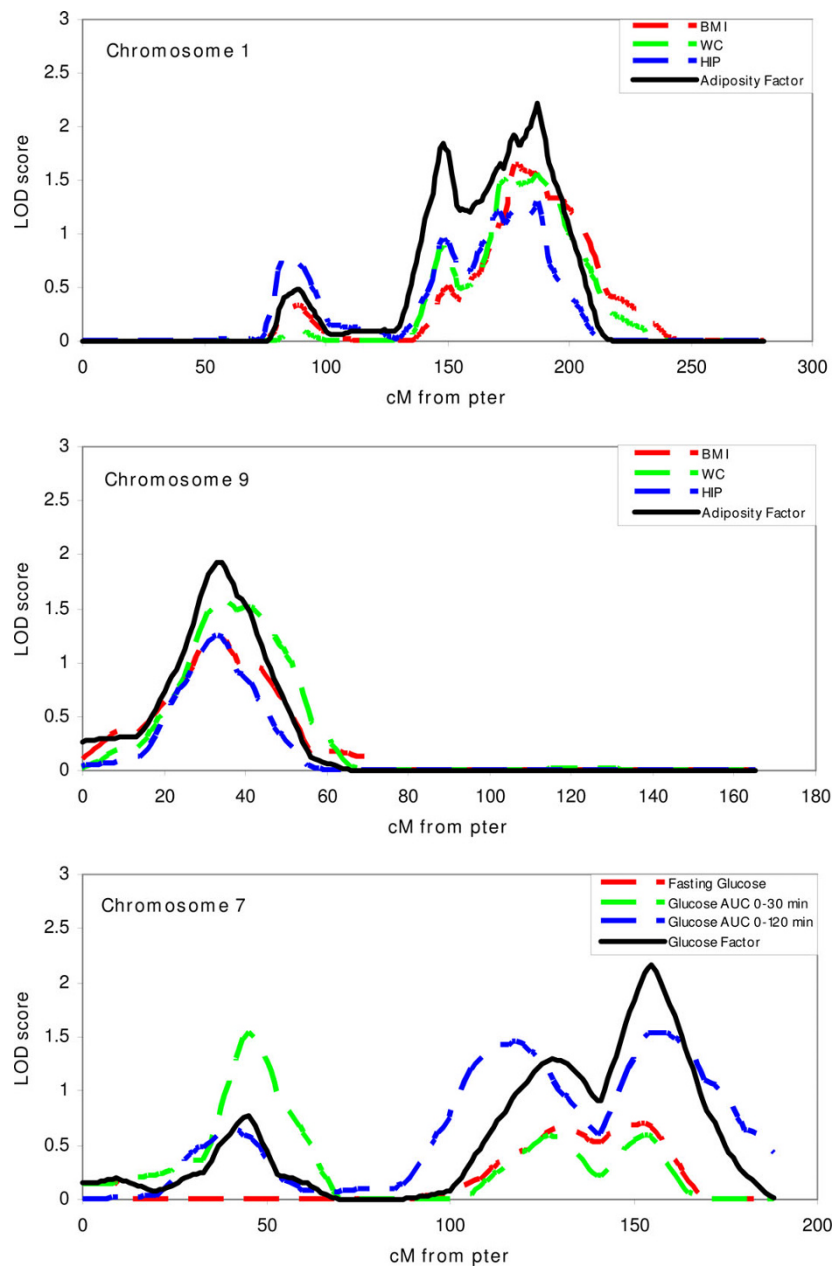 Chromosome 1
BMI
WC
HIP
Adiposity Factor
LOD score
3
2.5
2
1.5
1
0.5
0
0 50 100 150 200 250 300
cM from pter
Chromosome 9
BMI
WC
HIP
Adiposity Factor
LOD score
3
2.5
2
1.5
1
0.5
0
0 20 40 60 80 100 120 140 160 180
cM from pter
Chromosome 7
Fasting Glucose
Glucose AUC 0-30 min
Glucose AUC 0-120 min
Glucose Factor
LOD score
3
2.5
2
1.5
1
0.5
0
0 50 100 150 200
cM from pter